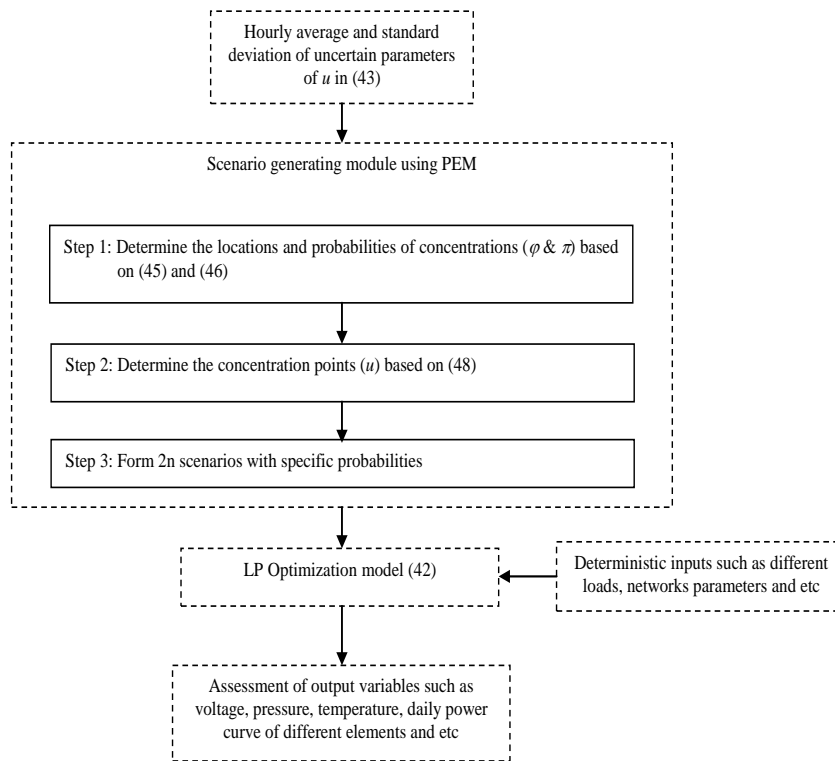 Hourly average and standard
deviation of uncertain parameters
of u in (43)
Scenario generating module using PEM
Step 1: Determine the locations and probabilities of concentrations (φ & π) based
on (45) and (46)
Step 2: Determine the concentration points (u) based on (48)
Step 3: Form 2n scenarios with specific probabilities
LP Optimization model (42)
Deterministic inputs such as different
loads, networks parameters and etc
Assessment of output variables such as
voltage, pressure, temperature, daily power
curve of different elements and etc